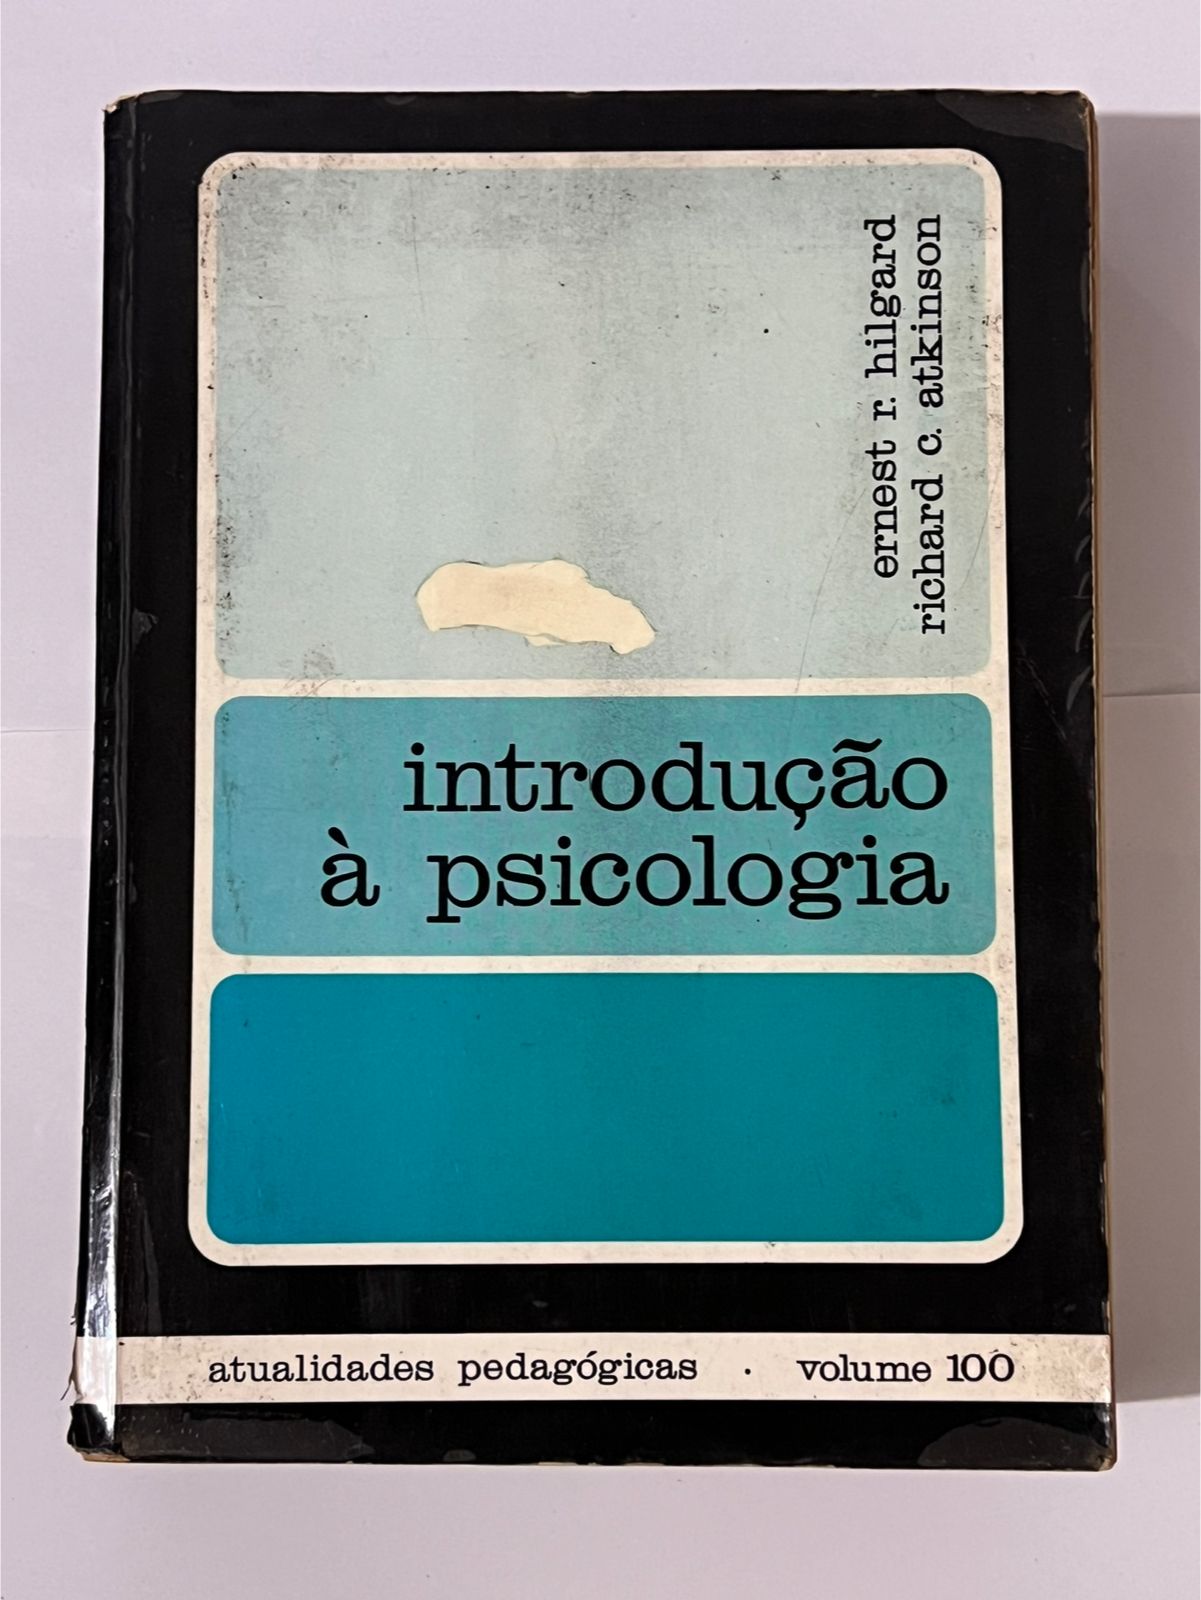 ernest r. hilgard
richard c. atkinson
introdução
à psicologia
atualidades pedagógicas · volume 100